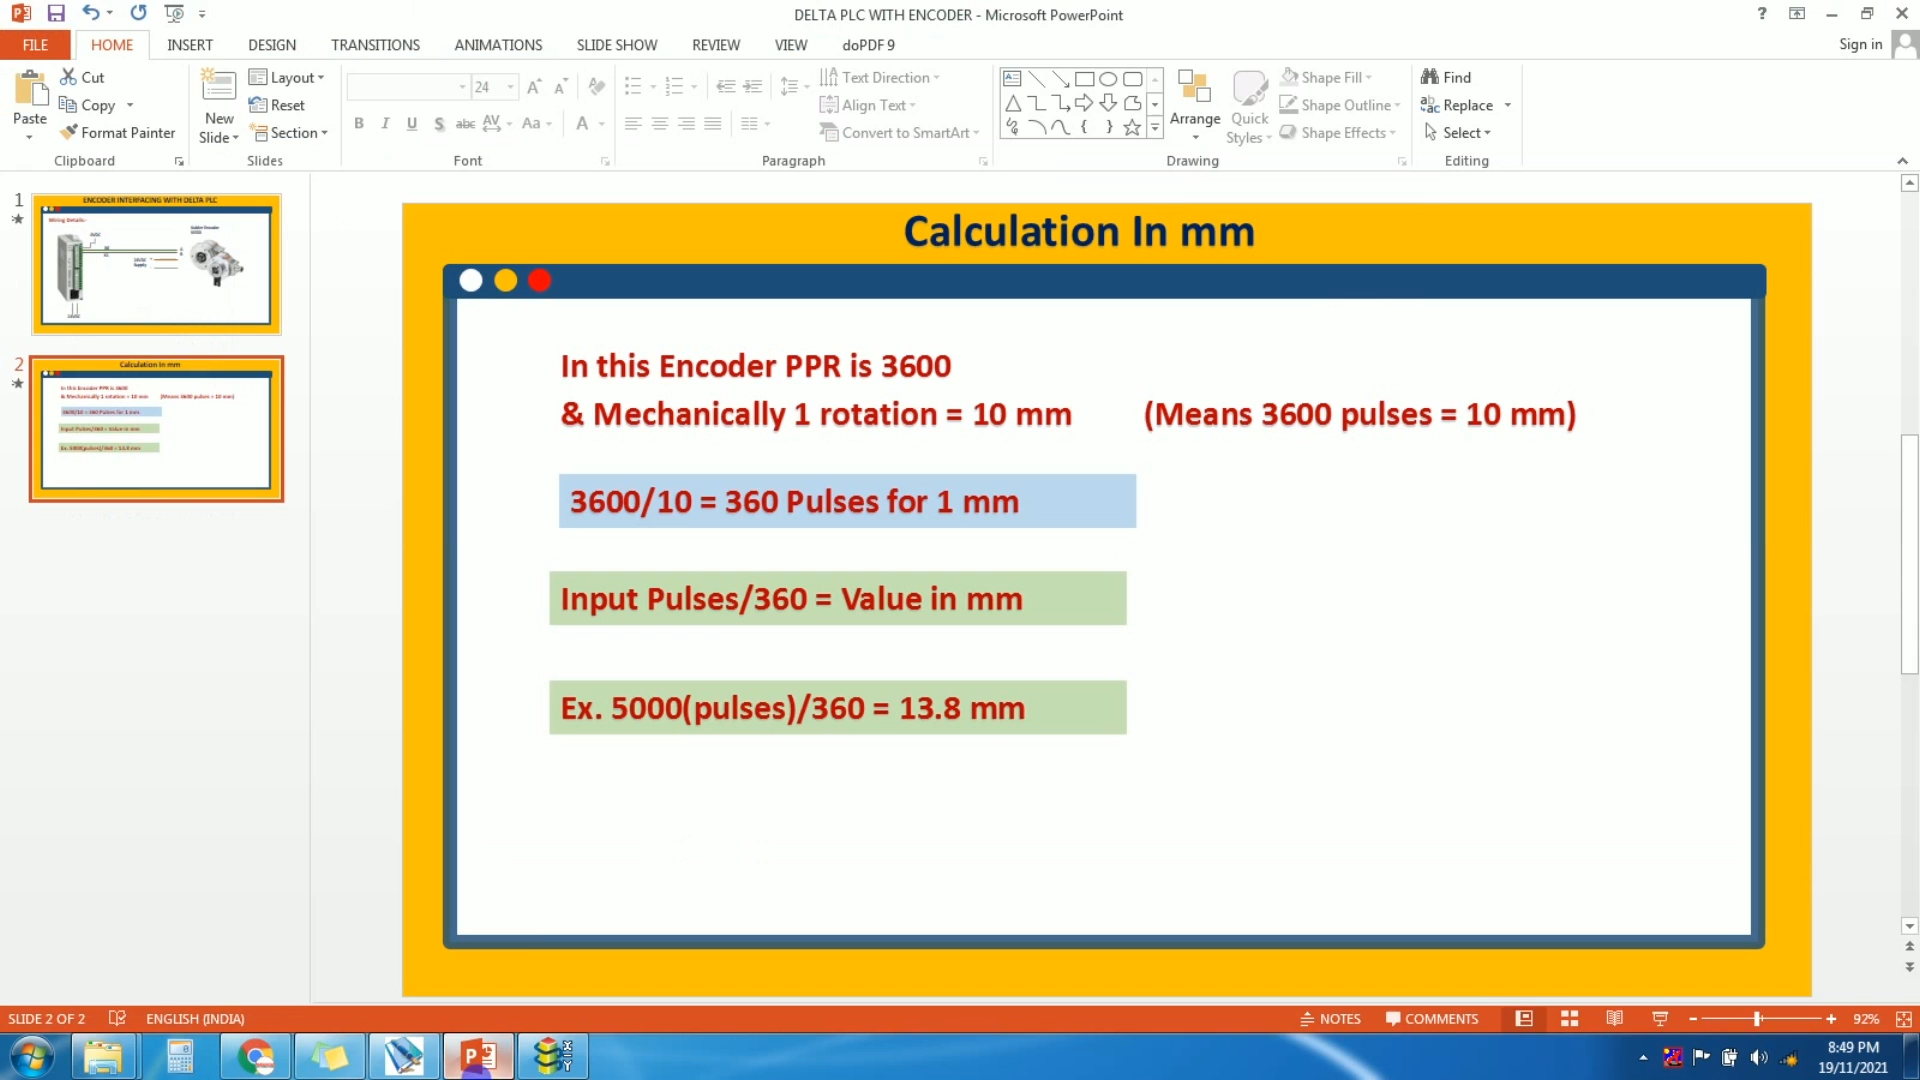 DELTA PLC WITH ENCODER - Microsoft PowerPoint
?
FILE
HOME
INSERT
DESIGN
TRANSITIONS
ANIMATIONS
SLIDE SHOW
REVIEW
VIEW
doPDF 9
Sign in
Paste
Cut
Copy
Format Painter
Clipboard
New Slide
Layout
Reset
Section
Slides
24
B I U S abc AV Aa A
Font
Text Direction
Align Text
Convert to SmartArt
Paragraph
Arrange
Quick Styles
Shape Fill
Shape Outline
Shape Effects
Drawing
Find
Replace
Select
Editing
1
ENCODER INTERFACING WITH DELTA PLC
Wiring Details:-
2
Calculation In mm
In this Encoder PPR is 3600
& Mechanically 1 rotation = 10 mm (Means 3600 pulses = 10 mm)
3600/10 = 360 Pulses for 1 mm
Input Pulses/360 = Value in mm
Ex. 5000(pulses)/360 = 13.8 mm
Calculation In mm
In this Encoder PPR is 3600
& Mechanically 1 rotation = 10 mm (Means 3600 pulses = 10 mm)
3600/10 = 360 Pulses for 1 mm
Input Pulses/360 = Value in mm
Ex. 5000(pulses)/360 = 13.8 mm
SLIDE 2 OF 2
ENGLISH (INDIA)
NOTES
COMMENTS
92%
8:49 PM
19/11/2021